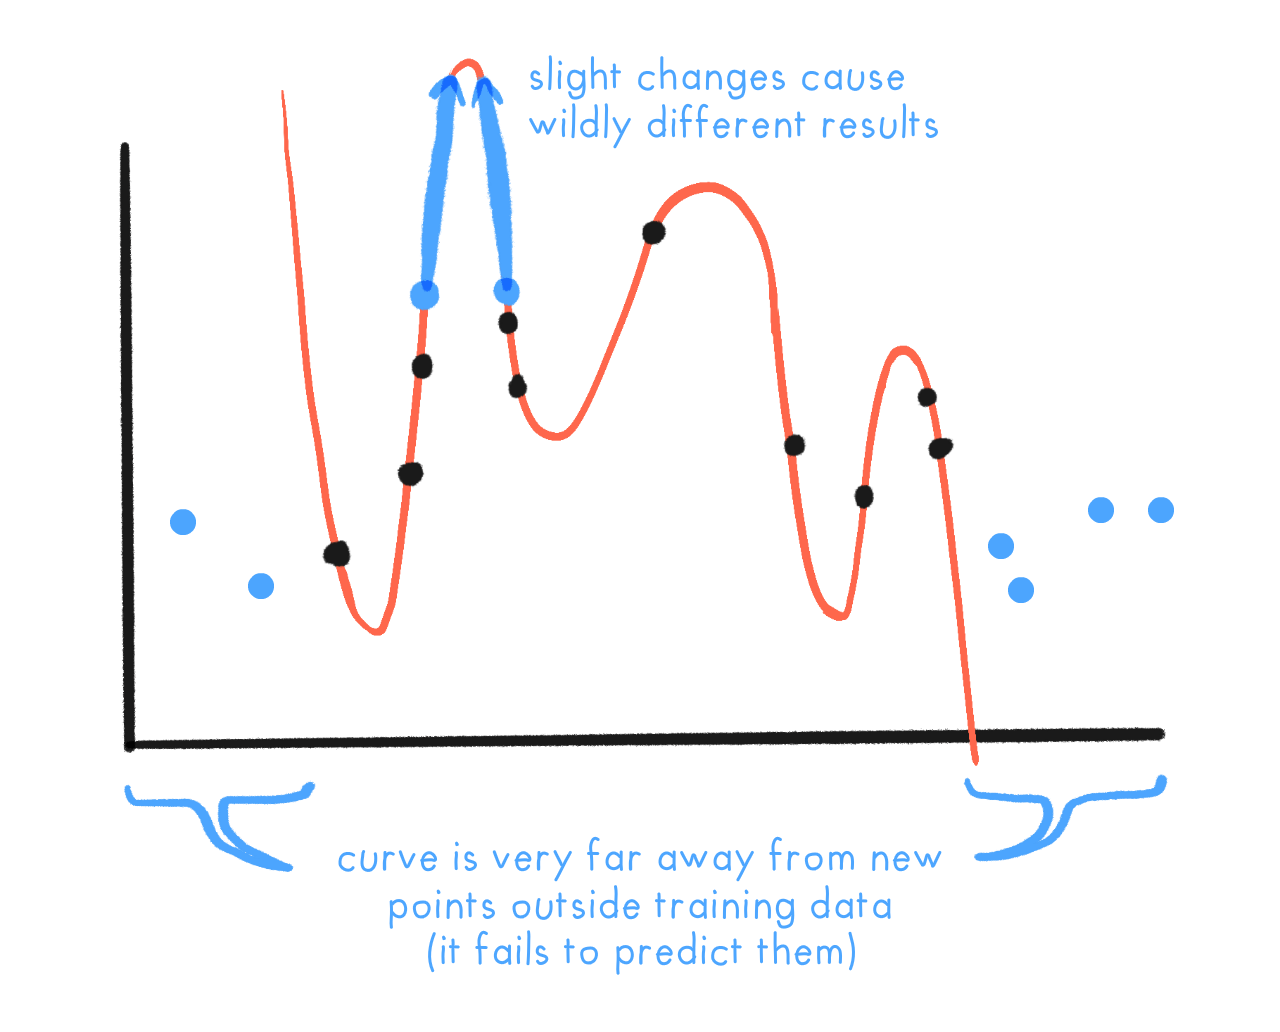 slight changes cause
wildly different results
curve is very far away from new
points outside training data
(it fails to predict them)